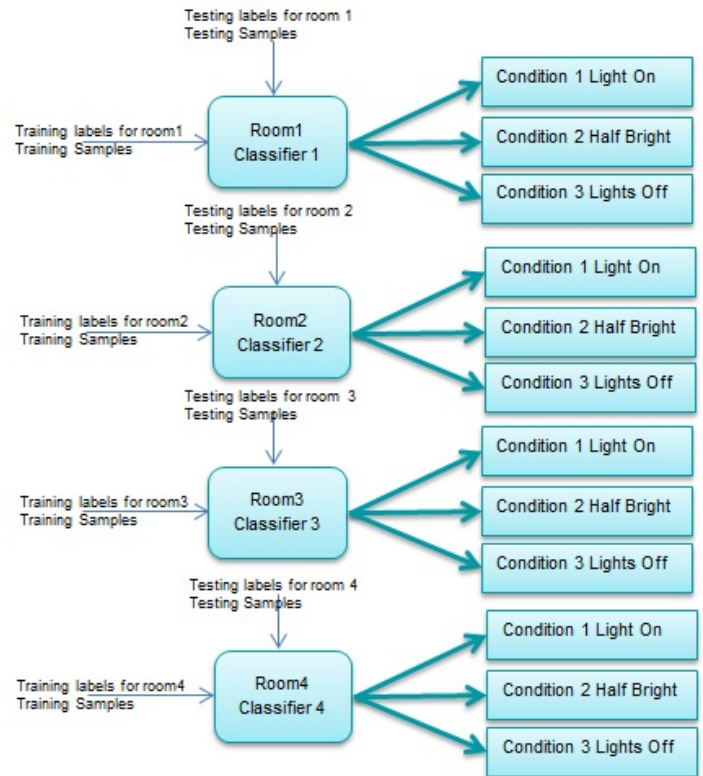 Testing labels for room 1
Testing Samples
Training labels for room1
Training Samples
Room1
Classifier 1
Condition 1 Light On
Condition 2 Half Bright
Condition 3 Lights Off
Testing labels for room 2
Testing Samples
Training labels for room2
Training Samples
Room2
Classifier 2
Condition 1 Light On
Condition 2 Half Bright
Condition 3 Lights Off
Testing labels for room 3
Testing Samples
Training labels for room3
Training Samples
Room3
Classifier 3
Condition 1 Light On
Condition 2 Half Bright
Condition 3 Lights Off
Testing labels for room 4
Testing Samples
Training labels for room4
Training Samples
Room4
Classifier 4
Condition 1 Light On
Condition 2 Half Bright
Condition 3 Lights Off